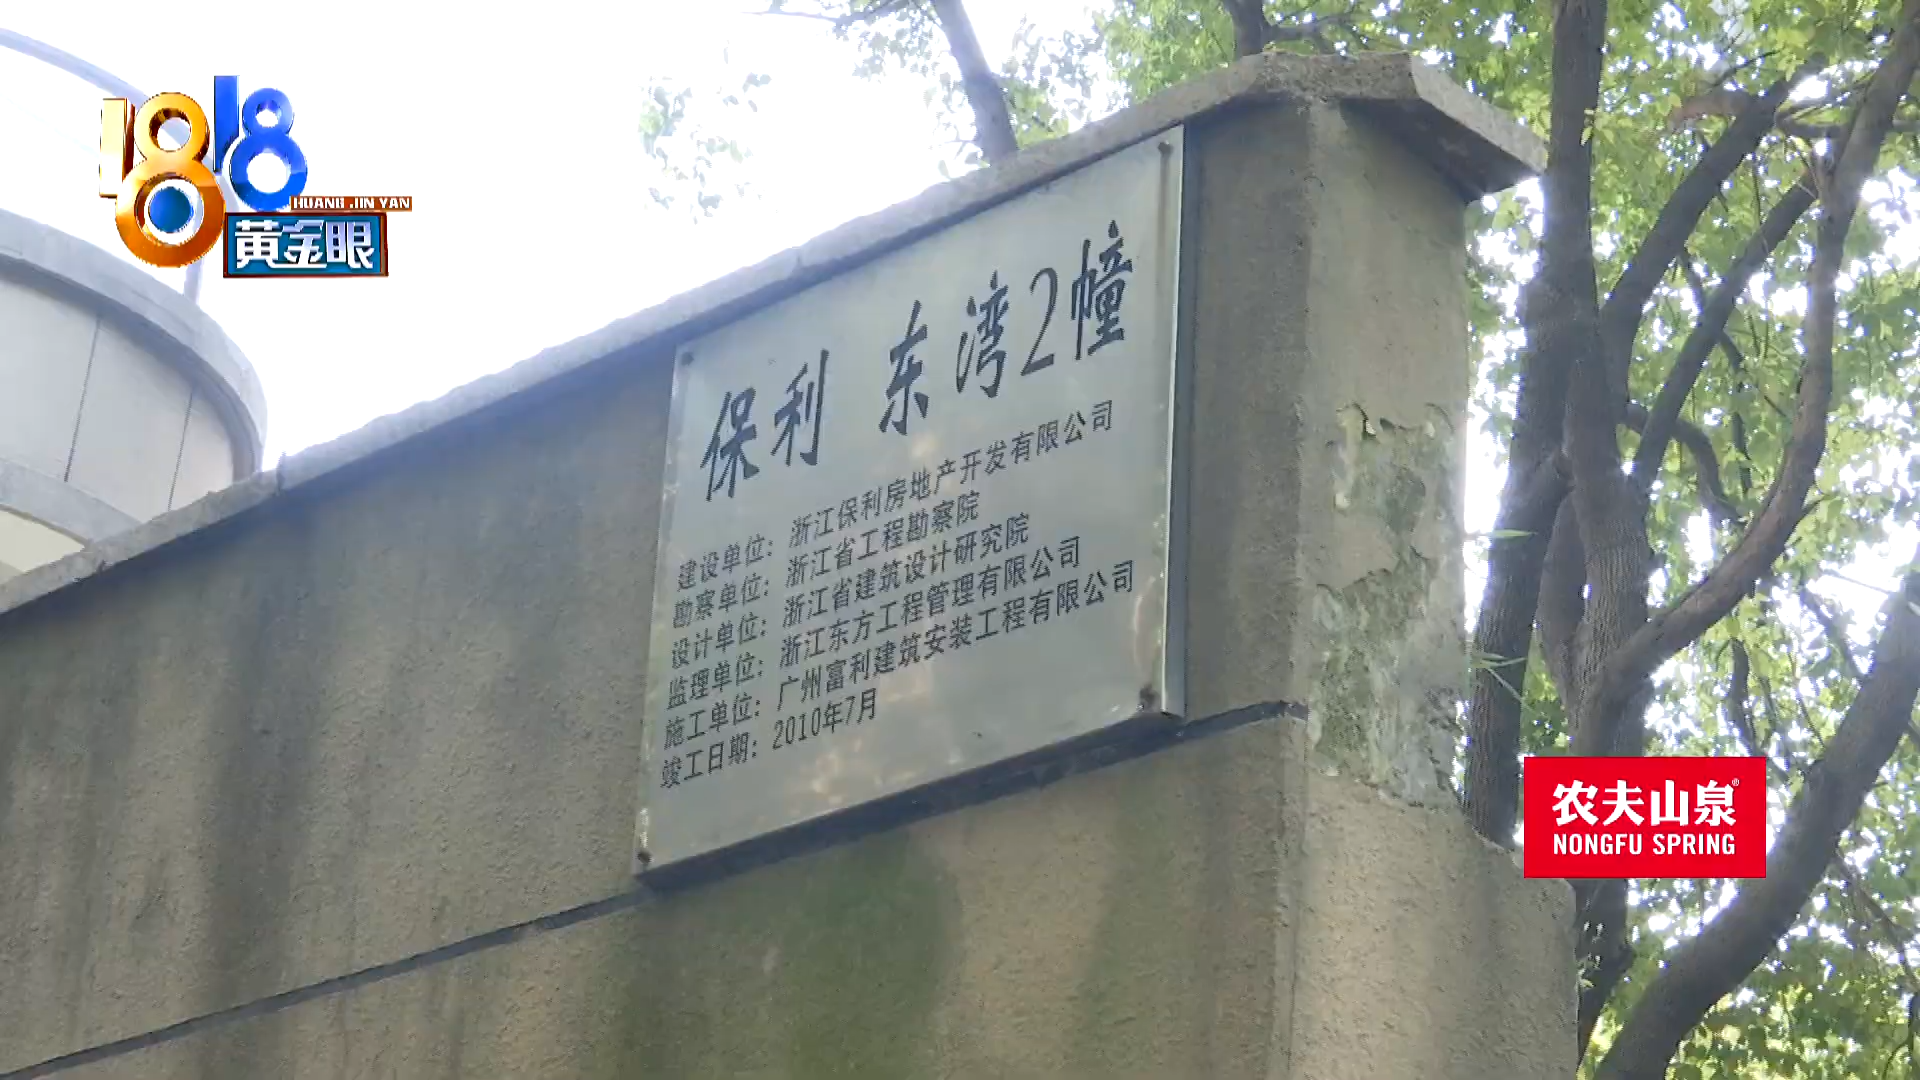 1818
HUANG JIN YAN
黄金眼
保利 东湾2幢
建设单位：浙江保利房地产开发有限公司
勘察单位：浙江省工程勘察院
设计单位：浙江省建筑设计研究院
监理单位：浙江东方工程管理有限公司
施工单位：广州富利建筑安装工程有限公司
竣工日期：2010年7月
农夫山泉®
NONGFU SPRING